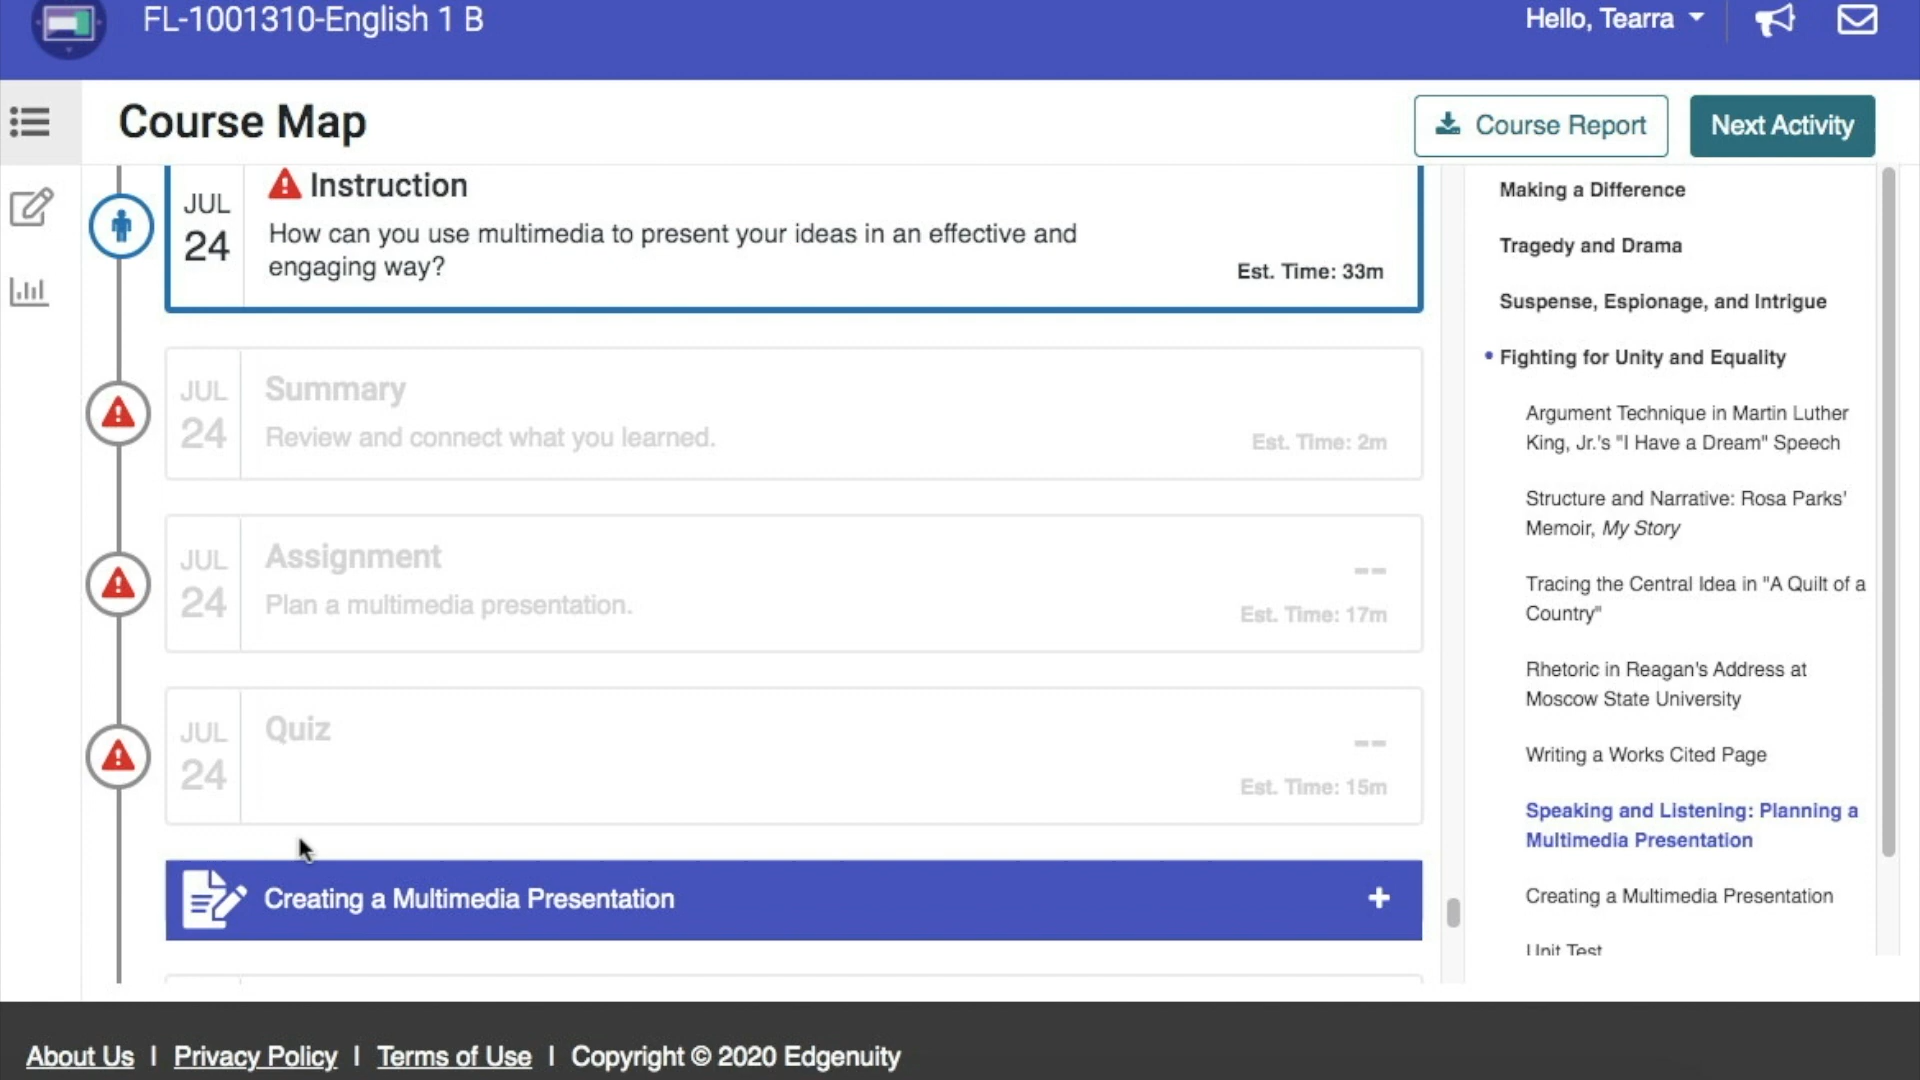 FL-1001310-English 1 B
Hello, Tearra
Course Map
Course Report
Next Activity
JUL
24
Instruction
How can you use multimedia to present your ideas in an effective and
engaging way?
Est. Time: 33m
JUL
24
Summary
Review and connect what you learned.
Est. Time: 2m
JUL
24
Assignment
Plan a multimedia presentation.
--
Est. Time: 17m
JUL
24
Quiz
--
Est. Time: 15m
Creating a Multimedia Presentation
+
Making a Difference
Tragedy and Drama
Suspense, Espionage, and Intrigue
• Fighting for Unity and Equality
Argument Technique in Martin Luther
King, Jr.'s "I Have a Dream" Speech
Structure and Narrative: Rosa Parks'
Memoir, My Story
Tracing the Central Idea in "A Quilt of a
Country"
Rhetoric in Reagan's Address at
Moscow State University
Writing a Works Cited Page
Speaking and Listening: Planning a
Multimedia Presentation
Creating a Multimedia Presentation
Unit Test
About Us | Privacy Policy | Terms of Use | Copyright © 2020 Edgenuity